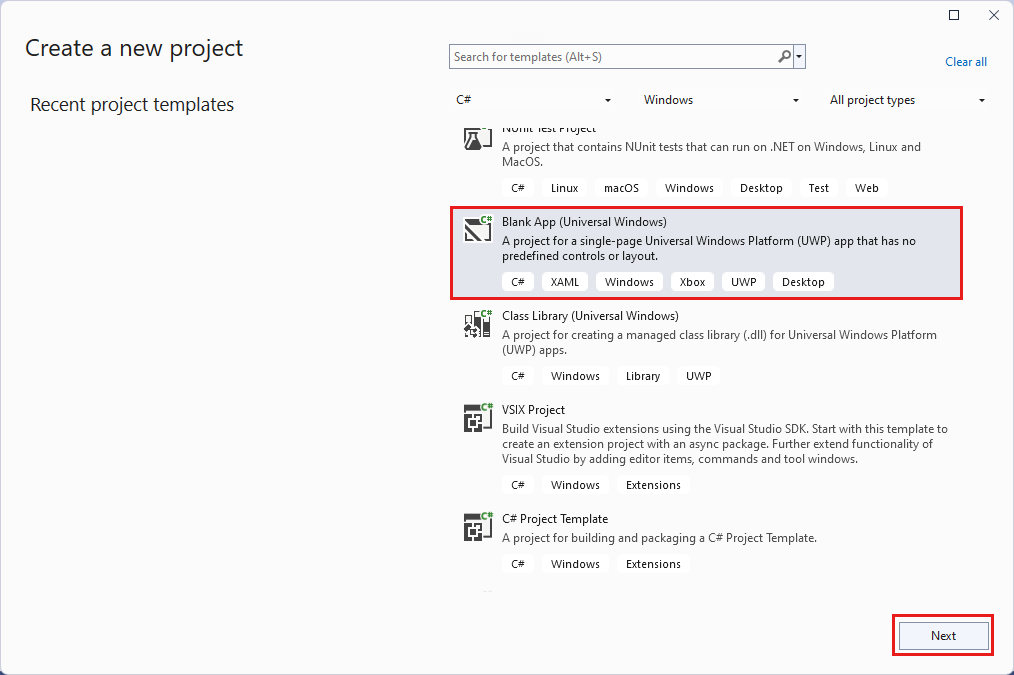 Create a new project
Search for templates (Alt+S)
Clear all
Recent project templates
C#
Windows
All project types
NUnit Test Project
A project that contains NUnit tests that can run on .NET on Windows, Linux and
MacOS.
C# Linux macOS Windows Desktop Test Web
C#
Blank App (Universal Windows)
A project for a single-page Universal Windows Platform (UWP) app that has no
predefined controls or layout.
C# XAML Windows Xbox UWP Desktop
C#
Class Library (Universal Windows)
A project for creating a managed class library (.dll) for Universal Windows Platform
(UWP) apps.
C# Windows Library UWP
C#
VSIX Project
Build Visual Studio extensions using the Visual Studio SDK. Start with this template to
create an extension project with an async package. Further extend functionality of
Visual Studio by adding editor items, commands and tool windows.
C# Windows Extensions
C#
C# Project Template
A project for building and packaging a C# Project Template.
C# Windows Extensions
Next